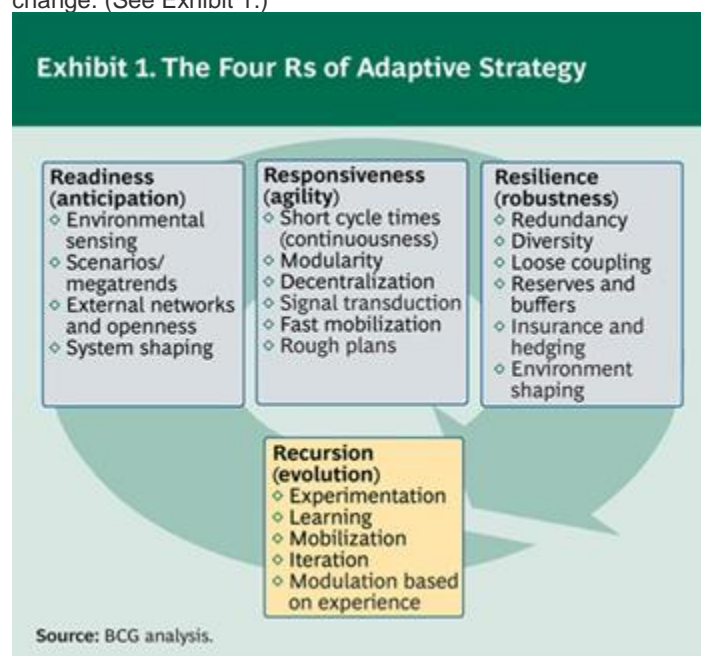 change. (See Exhibit 1.)
Exhibit 1. The Four Rs of Adaptive Strategy
Readiness
(anticipation)
◇ Environmental
sensing
◇ Scenarios/
megatrends
◇ External networks
and openness
◇ System shaping
Responsiveness
(agility)
◇ Short cycle times
(continuousness)
◇ Modularity
◇ Decentralization
◇ Signal transduction
◇ Fast mobilization
◇ Rough plans
Resilience
(robustness)
◇ Redundancy
◇ Diversity
◇ Loose coupling
◇ Reserves and
buffers
◇ Insurance and
hedging
◇ Environment
shaping
Recursion
(evolution)
◇ Experimentation
◇ Learning
◇ Mobilization
◇ Iteration
◇ Modulation based
on experience
Source: BCG analysis.